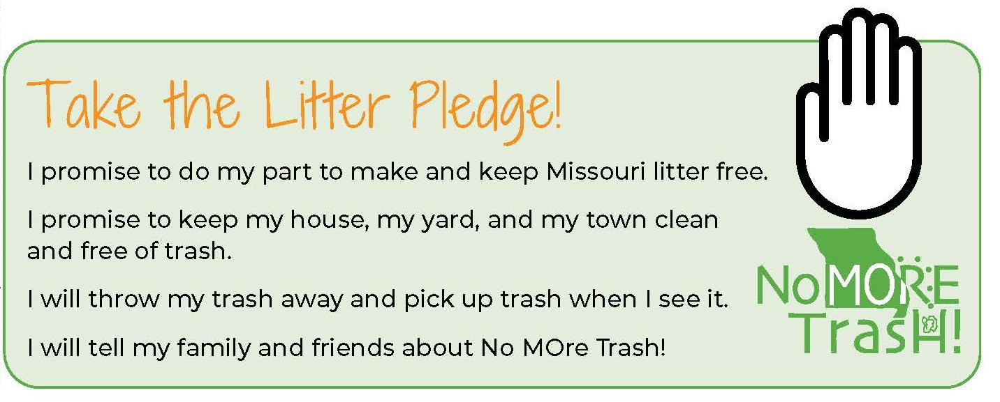 Take the Litter Pledge!
I promise to do my part to make and keep Missouri litter free.
I promise to keep my house, my yard, and my town clean
and free of trash.
I will throw my trash away and pick up trash when I see it.
I will tell my family and friends about No MOre Trash!
No MORE
Trash!